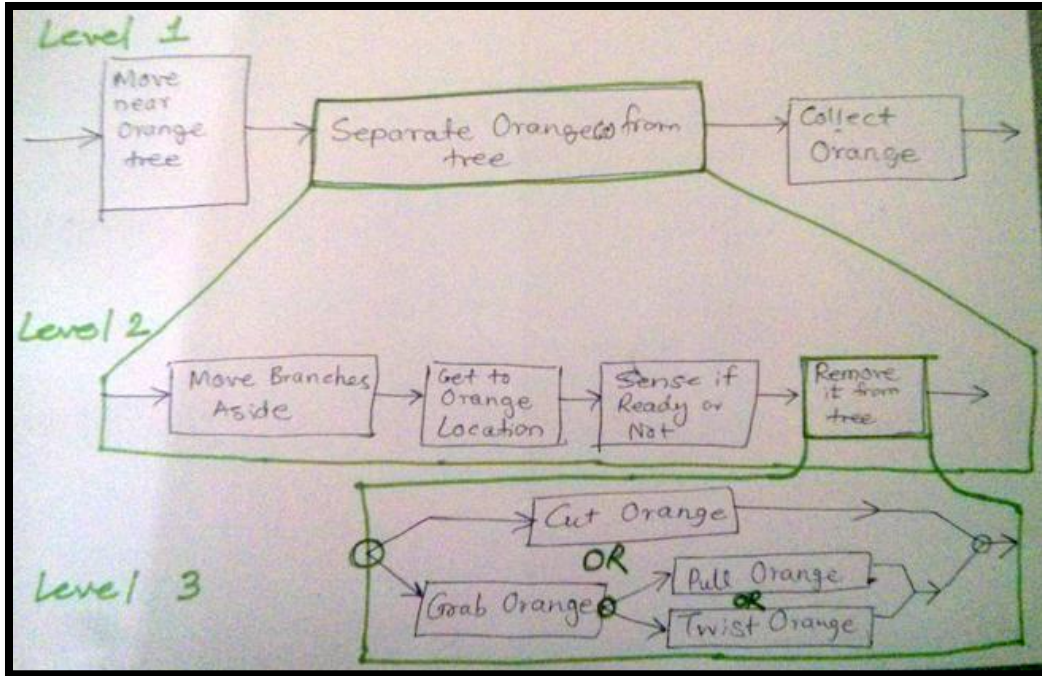 Level 1
Move
near
Orange
tree
Separate Orange(s) from
tree
Collect
Orange
Level 2
Move Branches
Aside
Get to
Orange
Location
Sense if
Ready or
Not
Remove
it from
tree
Level 3
Cut Orange
OR
Grab Orange
Pull Orange
OR
Twist Orange